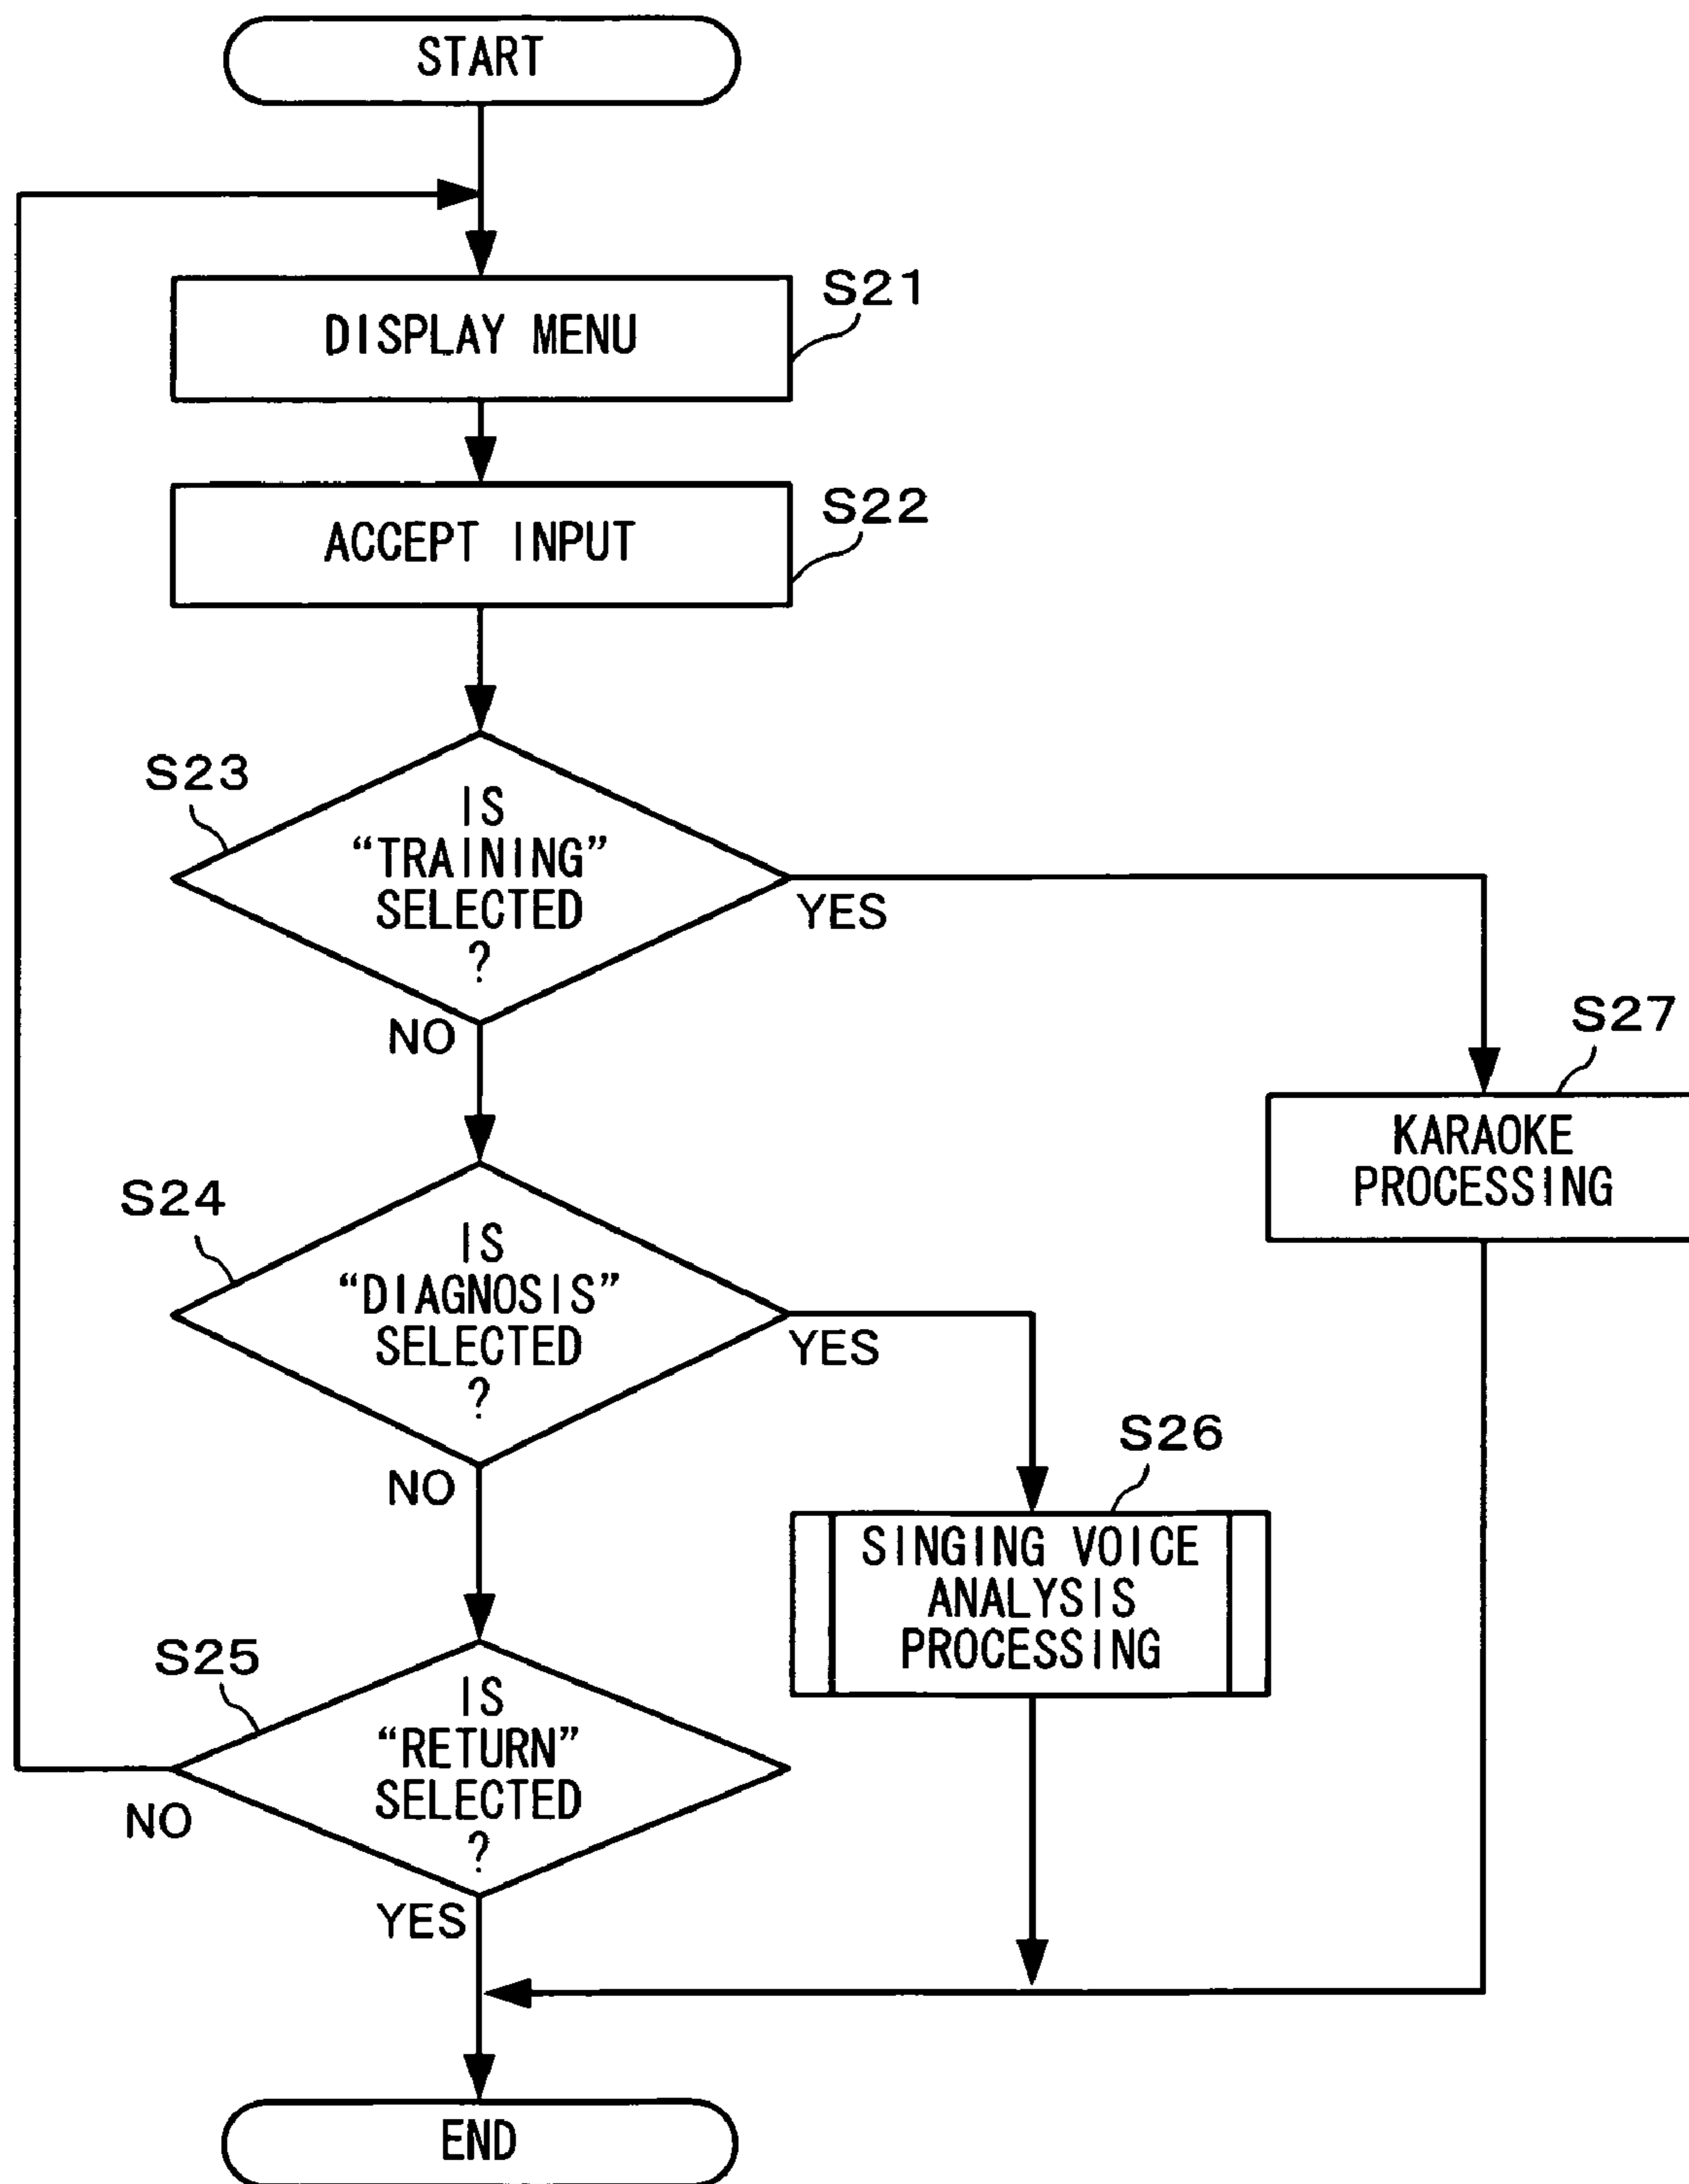 START
S21
DISPLAY MENU
S22
ACCEPT INPUT
S23
IS
“TRAINING”
SELECTED
?
YES
NO
S27
KARAOKE
PROCESSING
S24
IS
“DIAGNOSIS”
SELECTED
?
YES
NO
S26
SINGING VOICE
ANALYSIS
PROCESSING
S25
IS
“RETURN”
SELECTED
?
NO
YES
END